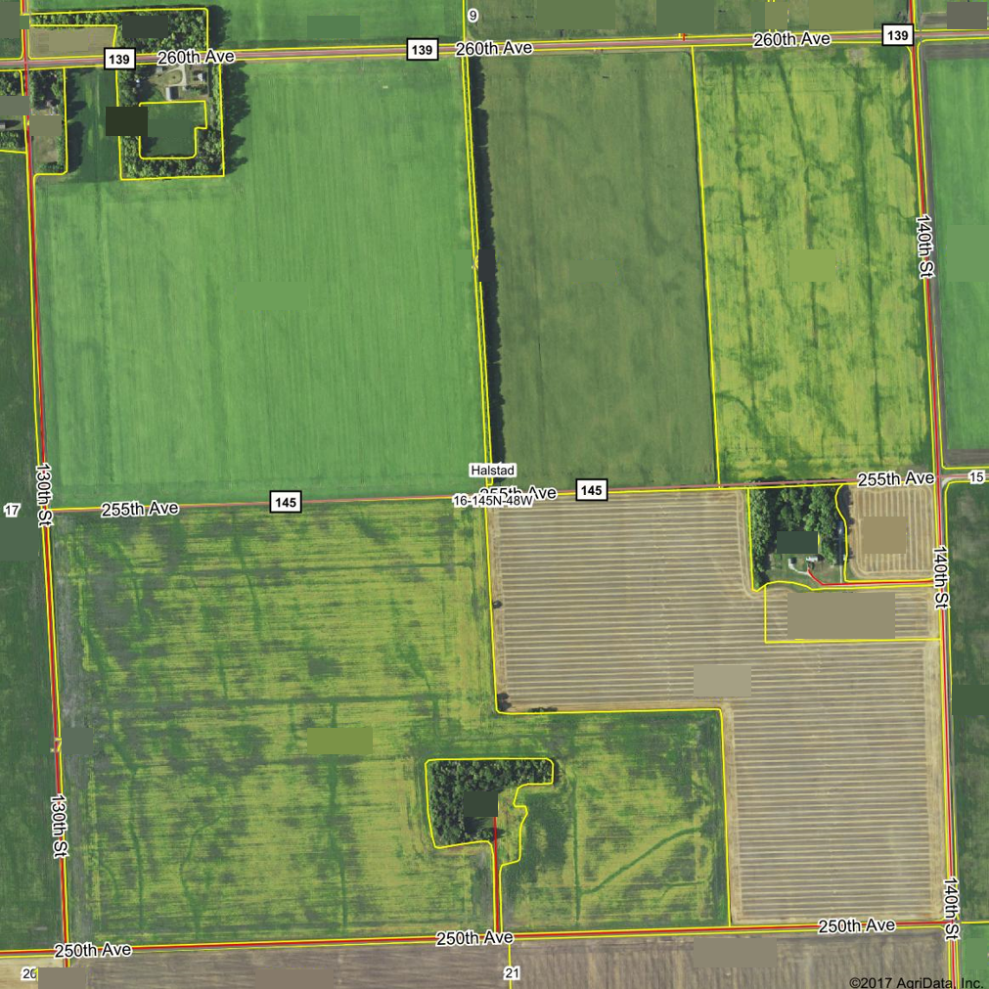 9
139
260th Ave
139
260th Ave
260th Ave
139
140th St
Halstad
16-145N-48W
255th Ave
145
255th Ave
145
255th Ave
15
17
130th St
140th St
130th St
140th St
250th Ave
250th Ave
250th Ave
20
21
©2017 AgriData, Inc.